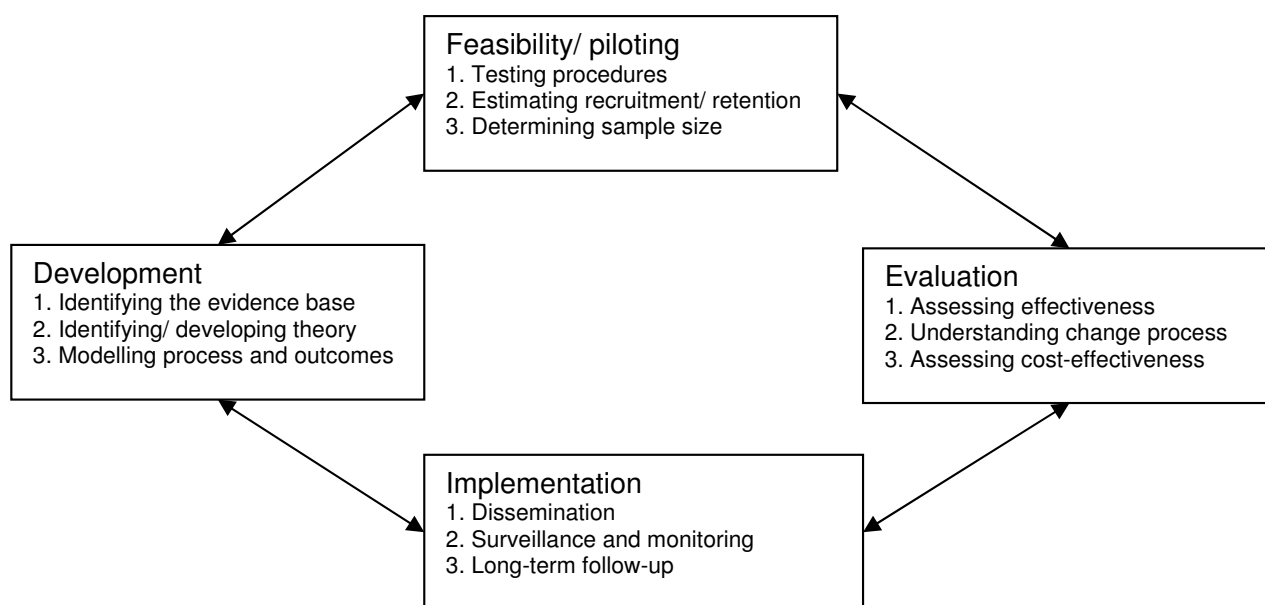 Feasibility/ piloting
1. Testing procedures
2. Estimating recruitment/ retention
3. Determining sample size
Development
1. Identifying the evidence base
2. Identifying/ developing theory
3. Modelling process and outcomes
Evaluation
1. Assessing effectiveness
2. Understanding change process
3. Assessing cost-effectiveness
Implementation
1. Dissemination
2. Surveillance and monitoring
3. Long-term follow-up